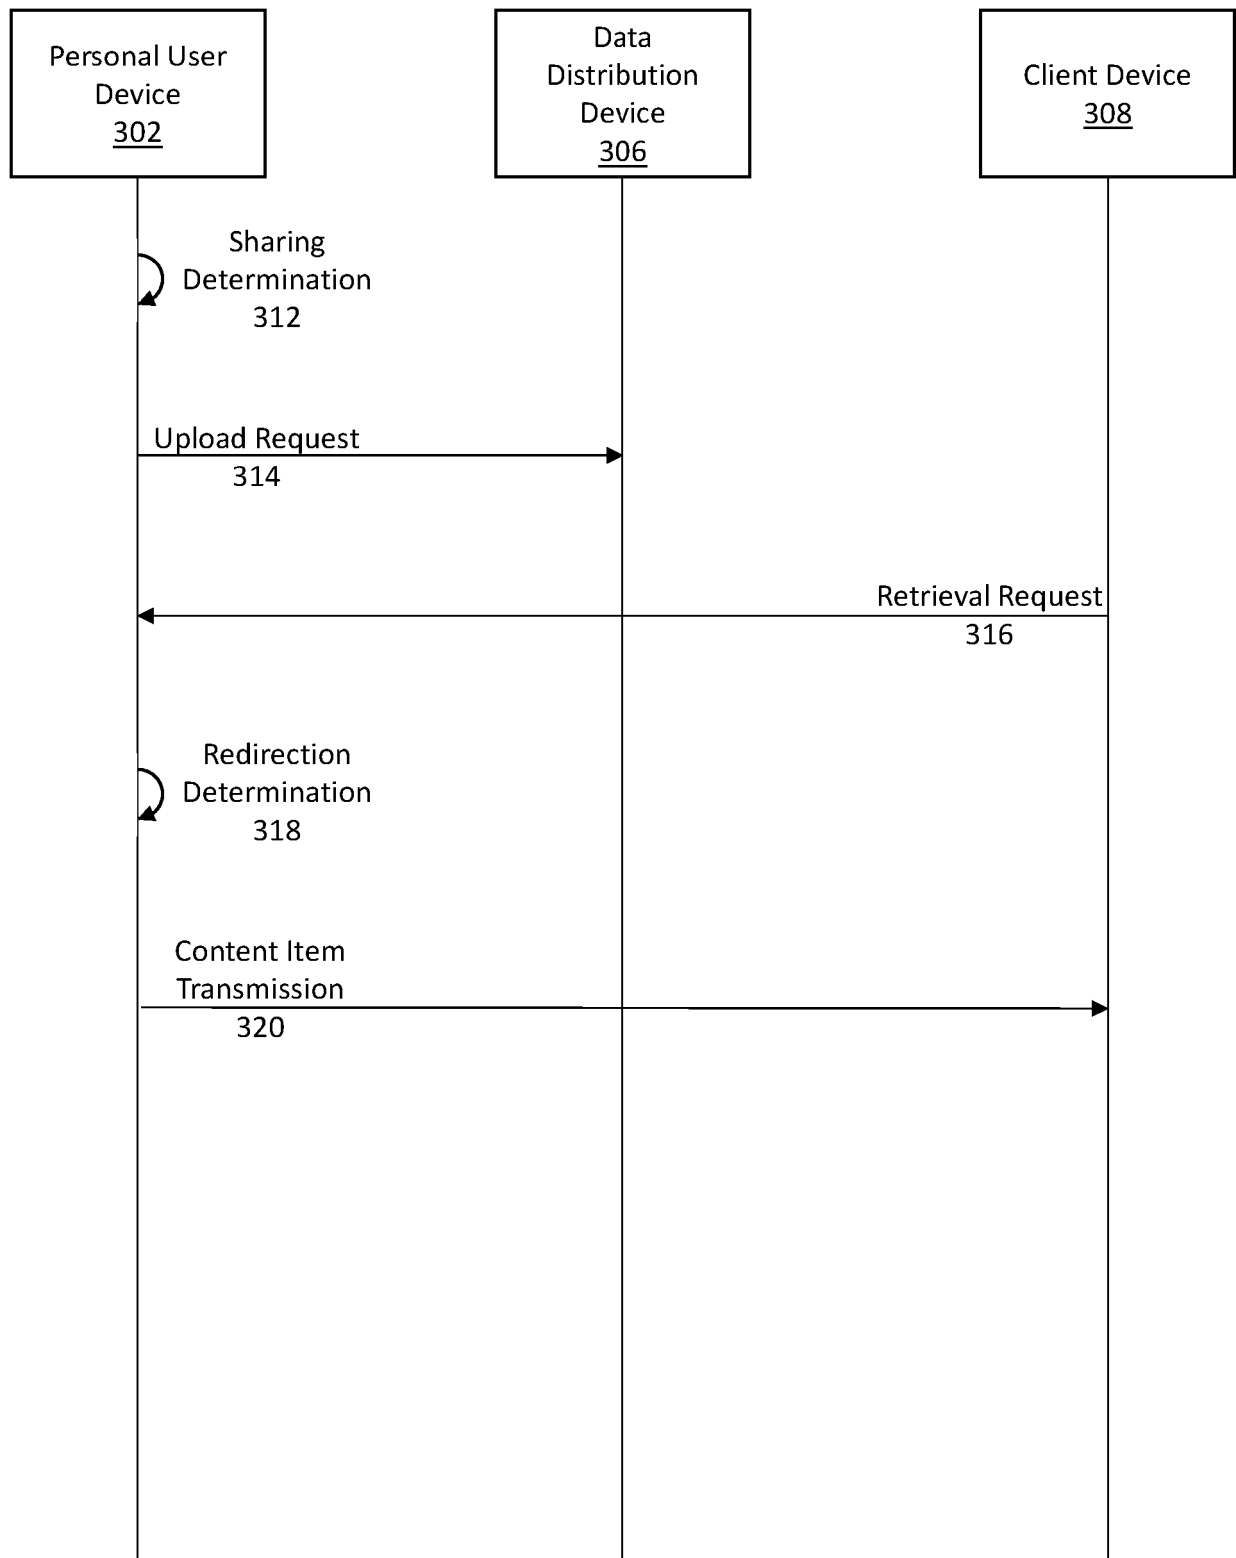 Personal User
Device
302
Data
Distribution
Device
306
Client Device
308
Sharing
Determination
312
Upload Request
314
Retrieval Request
316
Redirection
Determination
318
Content Item
Transmission
320